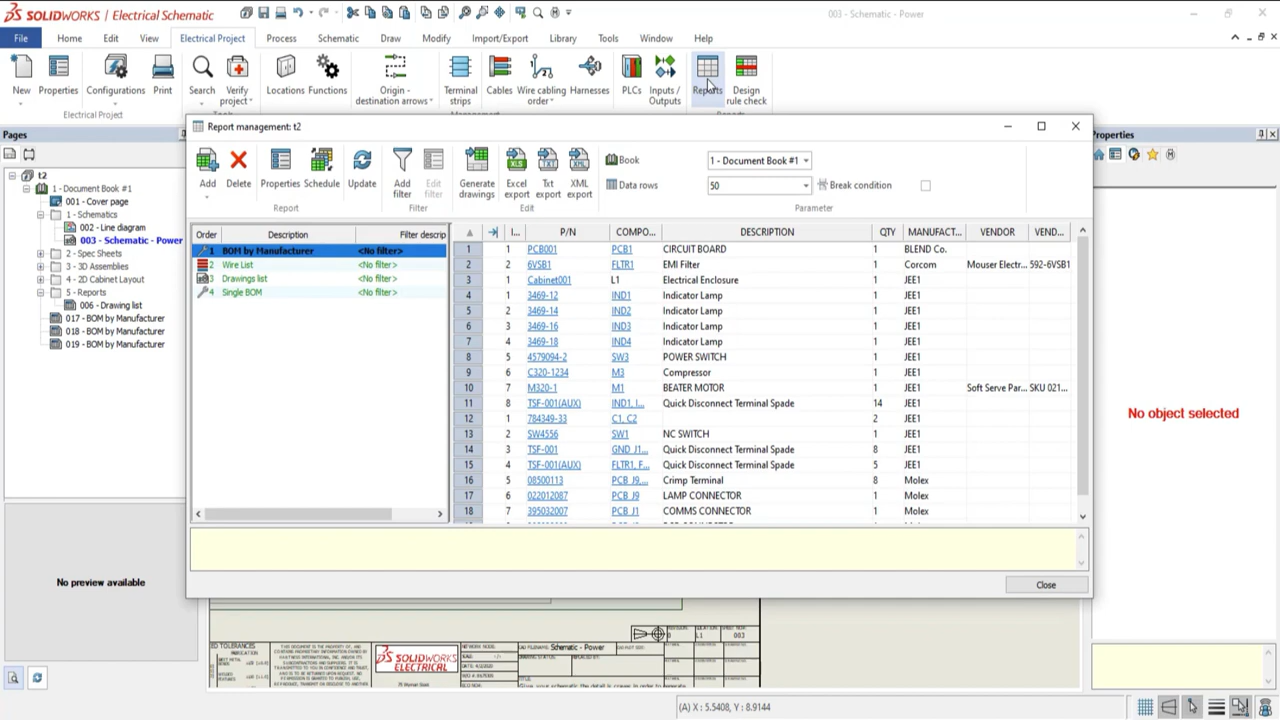 SOLIDWORKS | Electrical Schematic
003 - Schematic - Power
File Home Edit View Electrical Project Process Schematic Draw Modify Import/Export Library Tools Window Help
New Properties Configurations Print Search Verify project Locations Functions Origin - destination arrows Terminal strips Cables Wire cabling order Harnesses PLCs Inputs / Outputs Reports Design rule check
Electrical Project
Pages
t2
1 - Document Book #1
001 - Cover page
1 - Schematics
002 - Line diagram
003 - Schematic - Power
2 - Spec Sheets
3 - 3D Assemblies
4 - 2D Cabinet Layout
5 - Reports
006 - Drawing list
017 - BOM by Manufacturer
018 - BOM by Manufacturer
019 - BOM by Manufacturer
No preview available
Report management: t2
Add Delete Properties Schedule Update Add filter Edit filter Generate drawings Excel export Txt export XML export
Book 1 - Document Book #1
Data rows 50 Break condition
Report Filter Edit Parameter
Order Description Filter descrip
1 BOM by Manufacturer <No filter>
2 Wire List <No filter>
3 Drawings list <No filter>
4 Single BOM <No filter>
I... P/N COMPO... DESCRIPTION QTY MANUFACT... VENDOR VEND...
1 1 PCB001 PCB1 CIRCUIT BOARD 1 BLEND Co.
2 2 6VSB1 FLTR1 EMI Filter 1 Corcom Mouser Electr... 592-6VSB1
3 1 Cabinet001 L1 Electrical Enclosure 1 JEE1
4 1 3469-12 IND1 Indicator Lamp 1 JEE1
5 2 3469-14 IND2 Indicator Lamp 1 JEE1
6 3 3469-16 IND3 Indicator Lamp 1 JEE1
7 4 3469-18 IND4 Indicator Lamp 1 JEE1
8 5 4579094-2 SW3 POWER SWITCH 1 JEE1
9 6 C320-1234 M3 Compressor 1 JEE1
10 7 M320-1 M1 BEATER MOTOR 1 JEE1 Soft Serve Par... SKU 021...
11 8 TSF-001(AUX) IND1, I... Quick Disconnect Terminal Spade 14 JEE1
12 1 784349-33 C1, C2 2 JEE1
13 2 SW4556 SW1 NC SWITCH 1 JEE1
14 3 TSF-001 GND J1... Quick Disconnect Terminal Spade 8 JEE1
15 4 TSF-001(AUX) FLTR1, F... Quick Disconnect Terminal Spade 5 JEE1
16 5 08500113 PCB J9,... Crimp Terminal 8 Molex
17 6 022012087 PCB J9 LAMP CONNECTOR 1 Molex
18 7 395032007 PCB J1 COMMS CONNECTOR 1 Molex
Close
Properties
No object selected
SOLIDWORKS
ELECTRICAL
Schematic - Power
L1 003
(A) X : 5.5408, Y : 8.9144